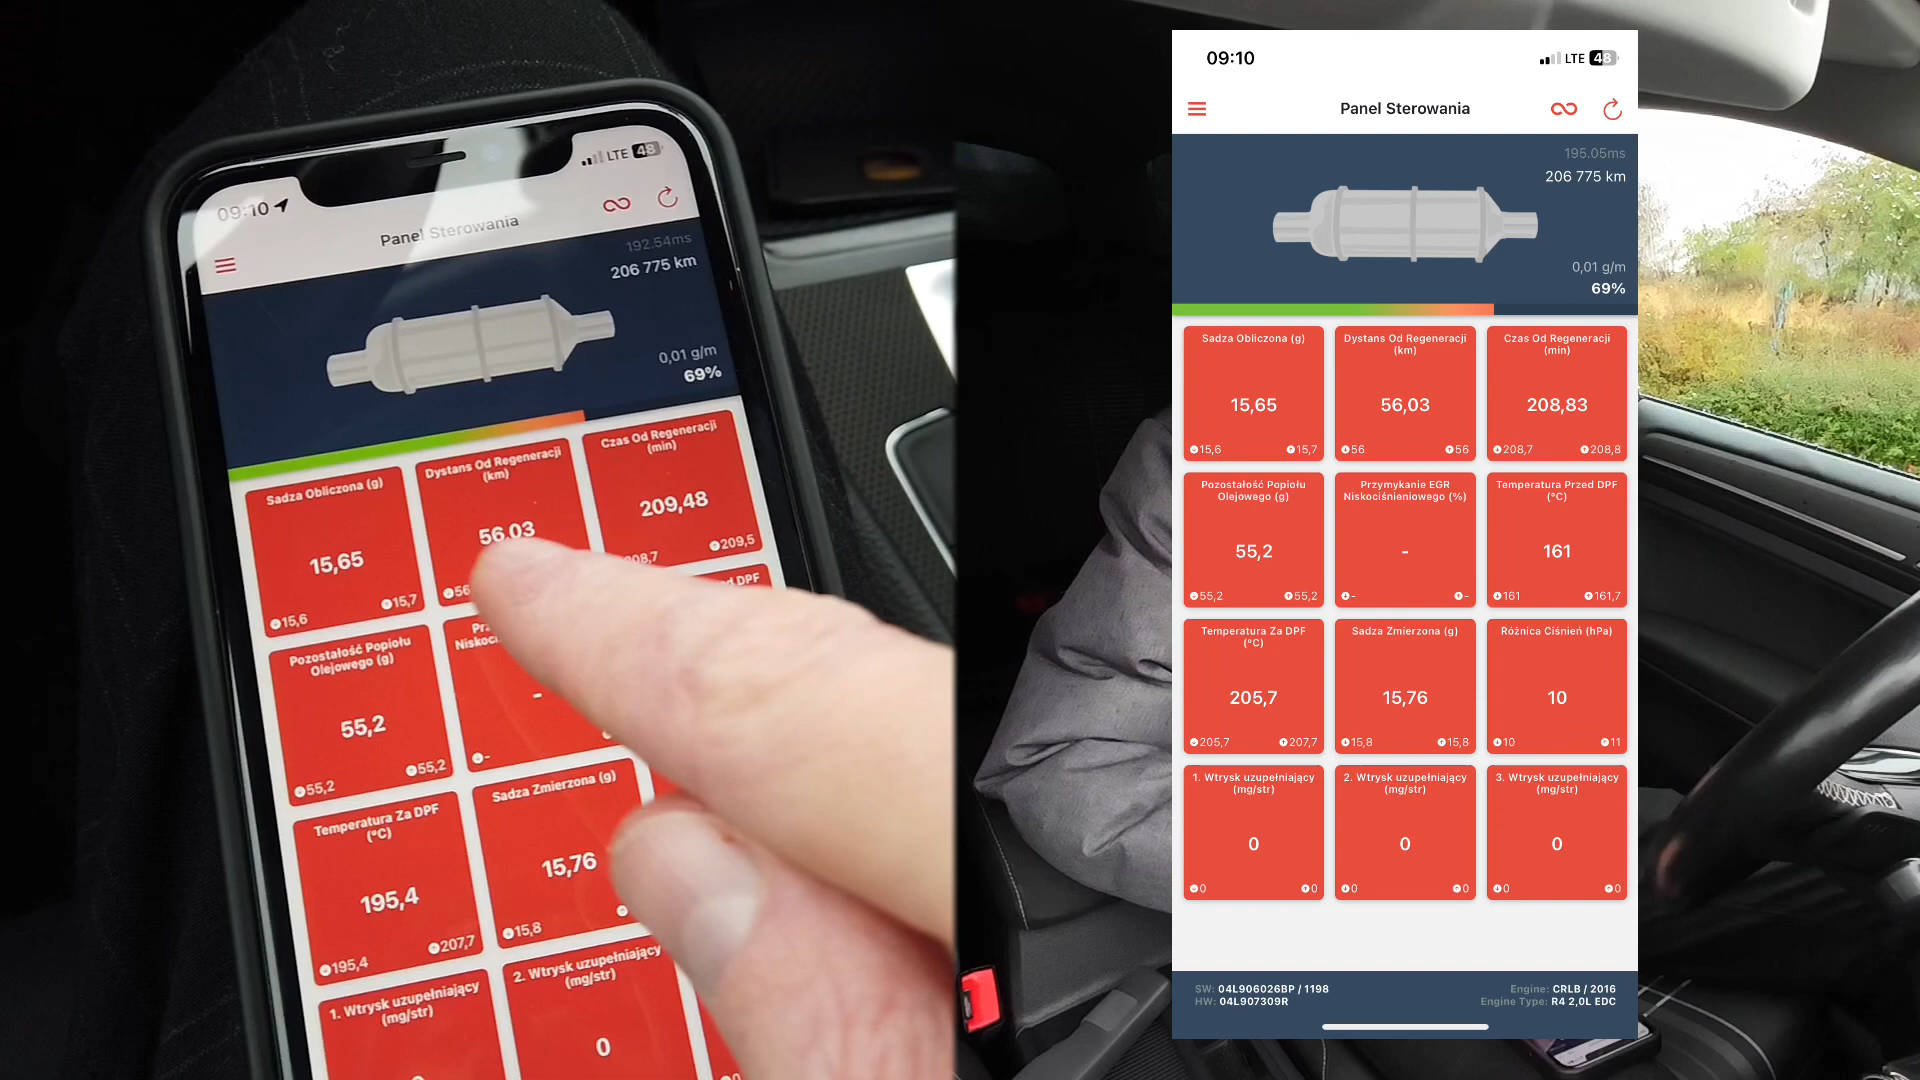 09:10
LTE 48
Panel Sterowania
192.54ms
206 775 km
0,01 g/m
69%
Sadza Obliczona (g)
15,65
15,6
15,7
Dystans Od Regeneracji
(km)
56,03
56
Czas Od Regeneracji
(min)
209,48
209,5
Pozostałość Popiołu
Olejowego (g)
55,2
55,2
55,2
-
-
Temperatura Za DPF
(°C)
195,4
195,4
207,7
Sadza Zmierzona (g)
15,76
15,8
1. Wtrysk uzupełniający
(mg/str)
2. Wtrysk uzupełniający
(mg/str)
0
09:10
LTE 48
Panel Sterowania
195.05ms
206 775 km
0,01 g/m
69%
Sadza Obliczona (g)
15,65
15,6
15,7
Dystans Od Regeneracji
(km)
56,03
56
56
Czas Od Regeneracji
(min)
208,83
208,7
208,8
Pozostałość Popiołu
Olejowego (g)
55,2
55,2
55,2
Przymykanie EGR
Niskociśnieniowego (%)
-
-
-
Temperatura Przed DPF
(°C)
161
161
161,7
Temperatura Za DPF
(°C)
205,7
205,7
207,7
Sadza Zmierzona (g)
15,76
15,8
15,8
Różnica Ciśnień (hPa)
10
10
11
1. Wtrysk uzupełniający
(mg/str)
0
0
0
2. Wtrysk uzupełniający
(mg/str)
0
0
0
3. Wtrysk uzupełniający
(mg/str)
0
0
0
SW: 04L906026BP / 1198
HW: 04L907309R
Engine: CRLB / 2016
Engine Type: R4 2,0L EDC